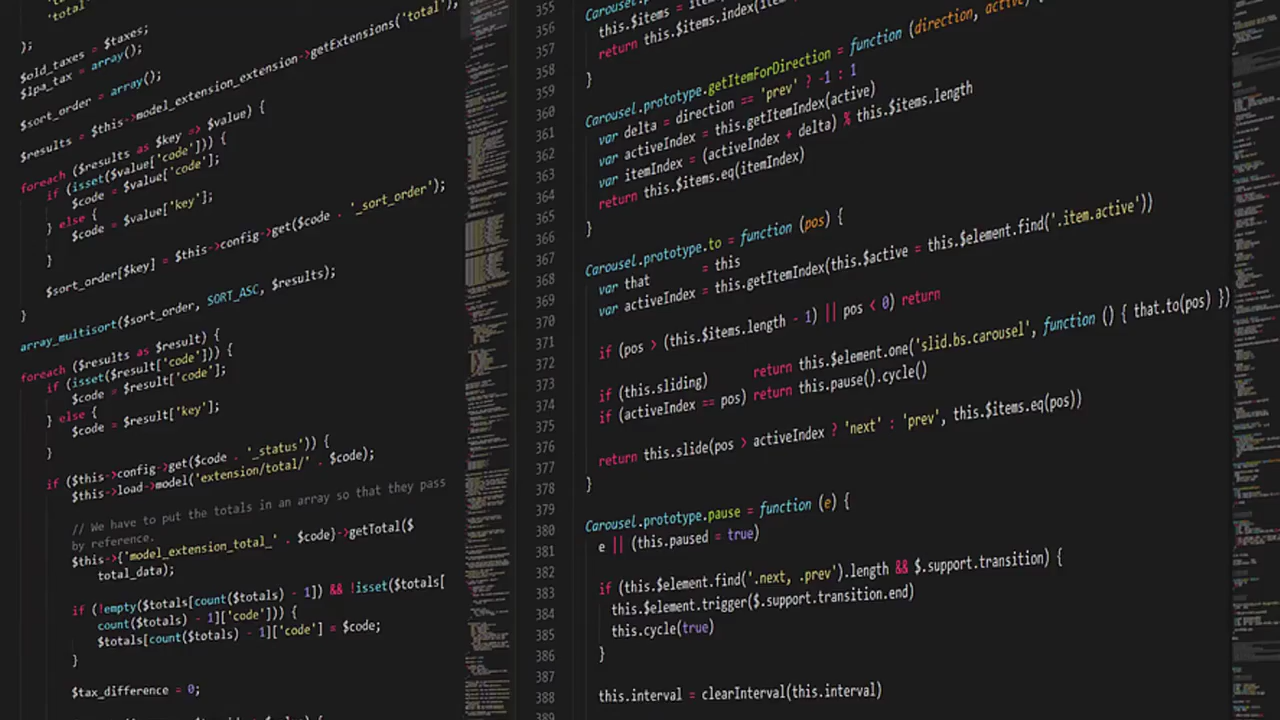 'total'
);
$old_taxes = $taxes;
$lpa_tax = array();
$sort_order = array();
$results = $this->model_extension_extension->getExtensions('total');
foreach ($results as $key => $value) {
if (isset($value['code'])) {
$code = $value['code'];
} else {
$code = $value['key'];
}
$sort_order[$key] = $this->config->get($code . '_sort_order');
}
array_multisort($sort_order, SORT_ASC, $results);
foreach ($results as $result) {
if (isset($result['code'])) {
$code = $result['code'];
} else {
$code = $result['key'];
}
if ($this->config->get($code . '_status')) {
$this->load->model('extension/total/' . $code);
// We have to put the totals in an array so that they pass
by reference.
$this->{'model_extension_total_' . $code}->getTotal($
total_data);
if (!empty($totals[count($totals) - 1]) && !isset($totals[
count($totals) - 1]['code'])) {
$totals[count($totals) - 1]['code'] = $code;
}
$tax_difference = 0;
355
356
357
358
359
360
361
362
363
364
365
366
367
368
369
370
371
372
373
374
375
376
377
378
379
380
381
382
383
384
385
386
387
388
389
this.$items =
return this.$items.index(
}
Carousel.prototype.getItemForDirection = function (direction, active) {
var delta = direction == 'prev' ? -1 : 1
var activeIndex = this.getItemIndex(active)
var itemIndex = (activeIndex + delta) % this.$items.length
return this.$items.eq(itemIndex)
}
Carousel.prototype.to = function (pos) {
var that = this
var activeIndex = this.getItemIndex(this.$active = this.$element.find('.item.active'))
if (pos > (this.$items.length - 1) || pos < 0) return
if (this.sliding) return this.$element.one('slid.bs.carousel', function () { that.to(pos) })
if (activeIndex == pos) return this.pause().cycle()
return this.slide(pos > activeIndex ? 'next' : 'prev', this.$items.eq(pos))
}
Carousel.prototype.pause = function (e) {
e || (this.paused = true)
if (this.$element.find('.next, .prev').length && $.support.transition) {
this.$element.trigger($.support.transition.end)
this.cycle(true)
}
this.interval = clearInterval(this.interval)